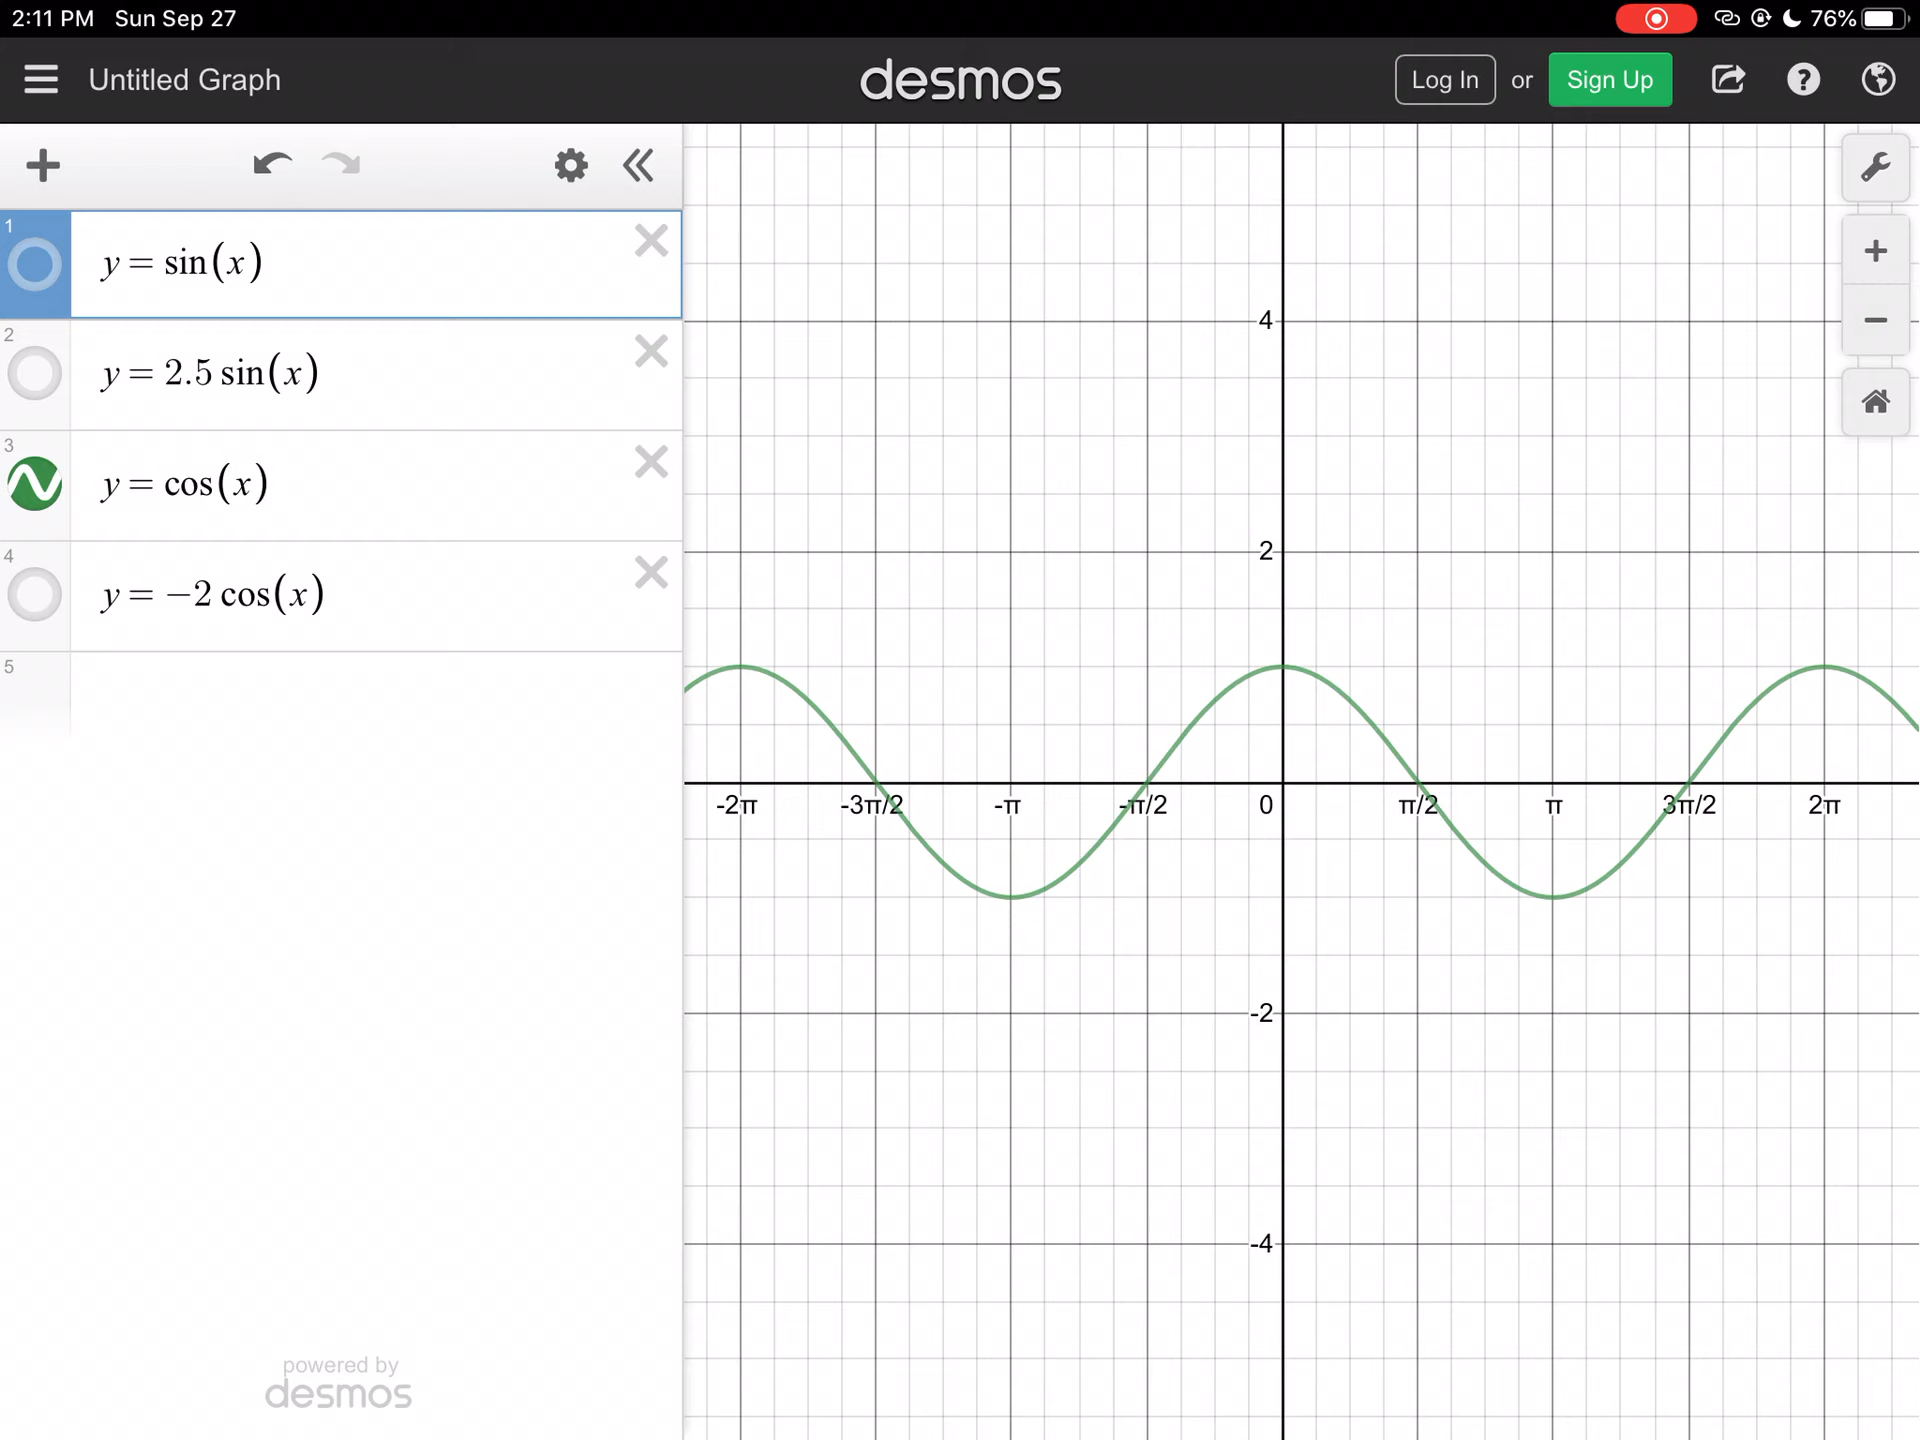 2:11 PM Sun Sep 27
76%
Untitled Graph
desmos
Log In or Sign Up
1
y = sin(x)
2
y = 2.5 sin(x)
3
y = cos(x)
4
y = −2 cos(x)
5
powered by
desmos
4
2
-2π -3π/2 -π -π/2 0 π/2 π 3π/2 2π
-2
-4